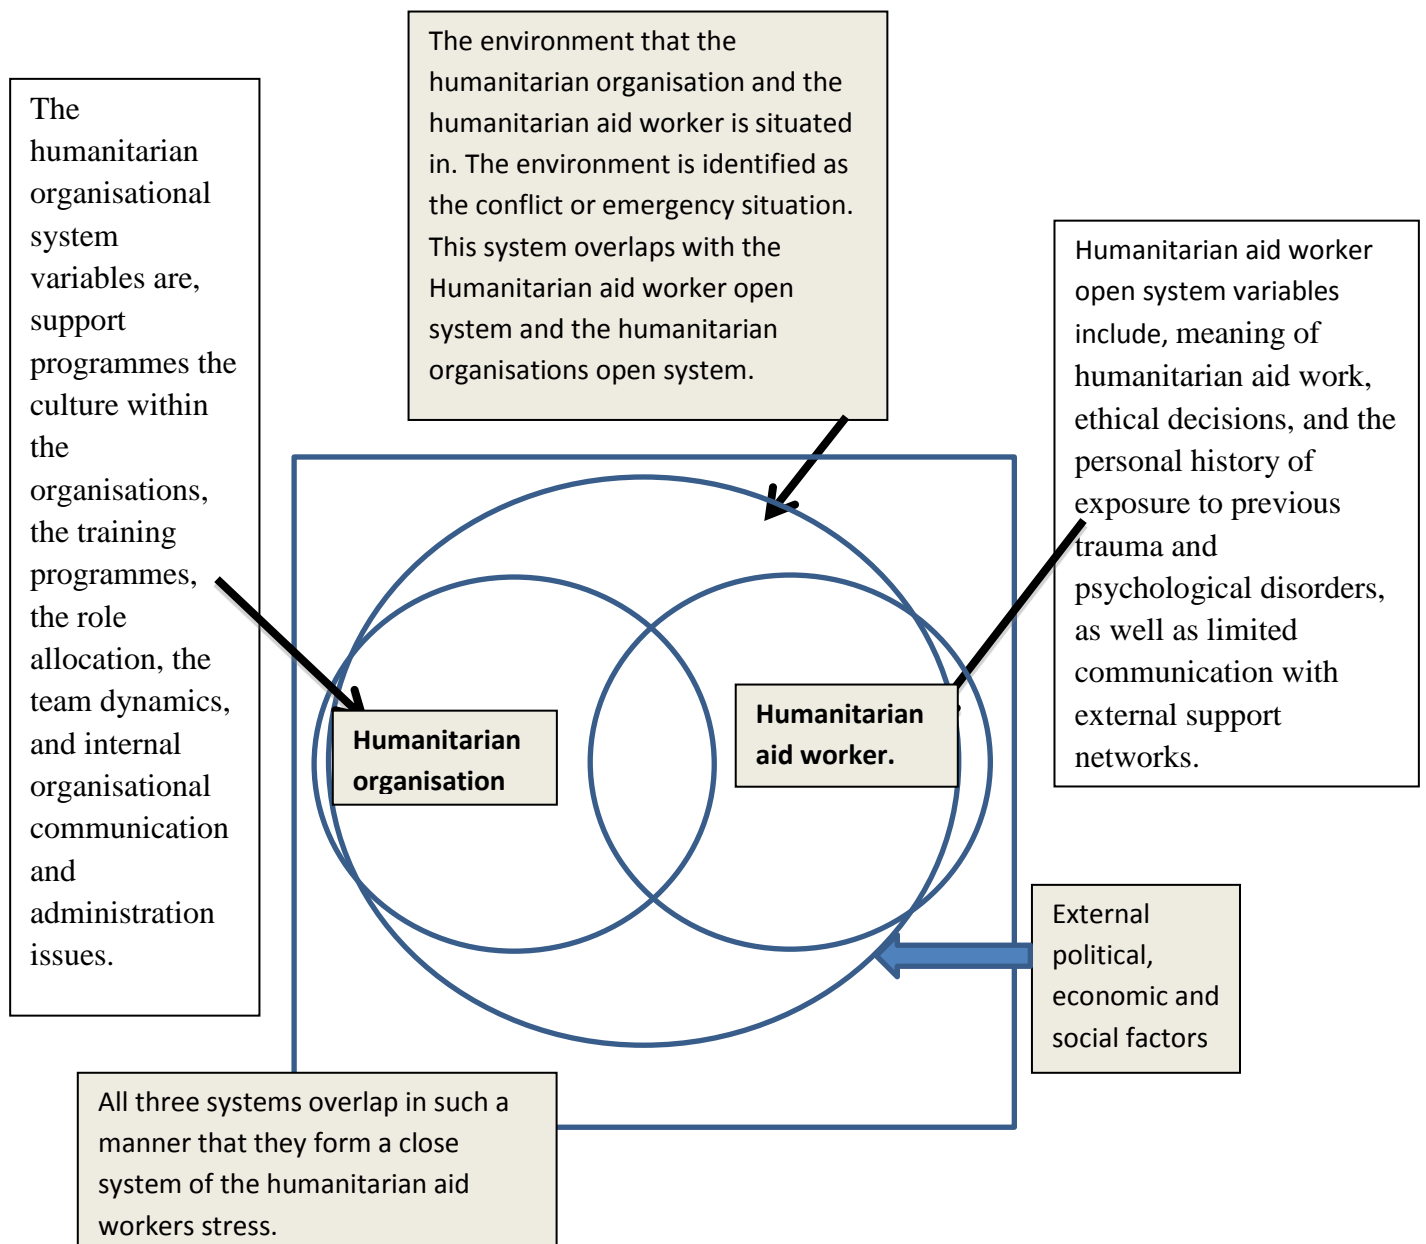 The environment that the
humanitarian organisation and the
humanitarian aid worker is situated
in. The environment is identified as
the conflict or emergency situation.
This system overlaps with the
Humanitarian aid worker open
system and the humanitarian
organisations open system.
The
humanitarian
organisational
system
variables are,
support
programmes the
culture within
the
organisations,
the training
programmes,
the role
allocation, the
team dynamics,
and internal
organisational
communication
and
administration
issues.
Humanitarian aid worker
open system variables
include, meaning of
humanitarian aid work,
ethical decisions, and the
personal history of
exposure to previous
trauma and
psychological disorders,
as well as limited
communication with
external support
networks.
Humanitarian
organisation
Humanitarian
aid worker.
External
political,
economic and
social factors
All three systems overlap in such a
manner that they form a close
system of the humanitarian aid
workers stress.